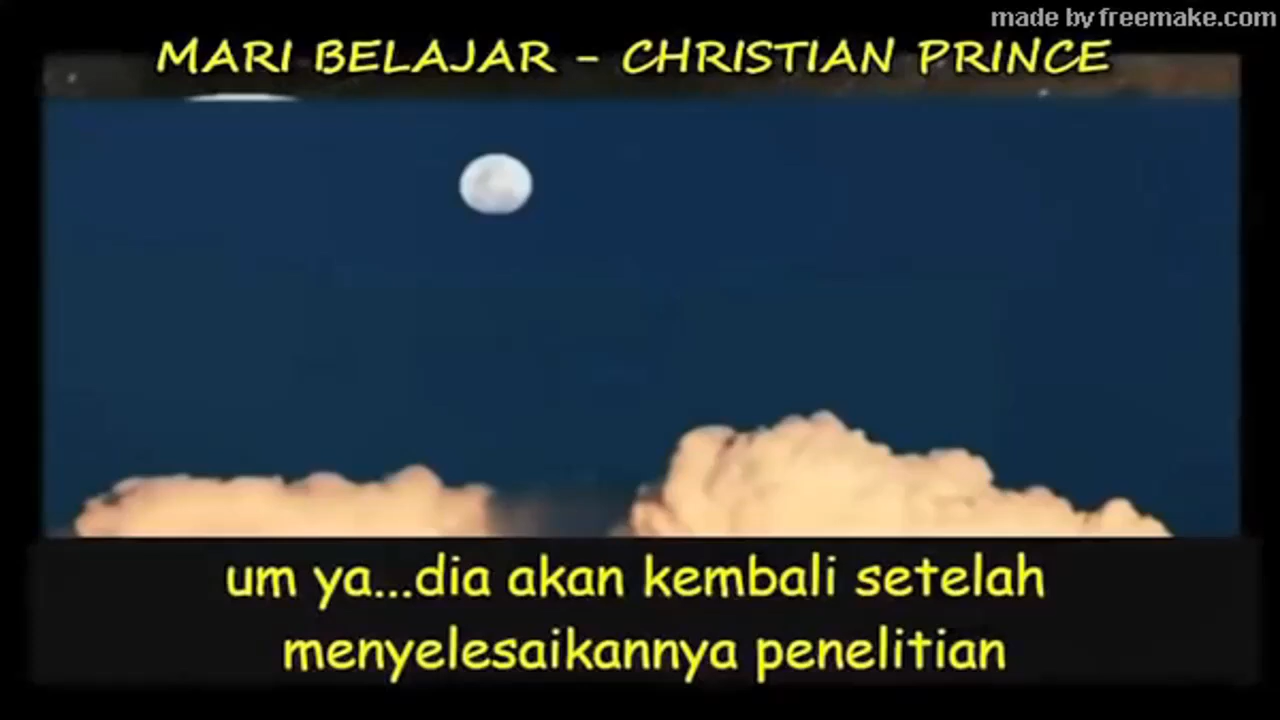 made by freemake.com
MARI BELAJAR - CHRISTIAN PRINCE
um ya...dia akan kembali setelah
menyelesaikannya penelitian